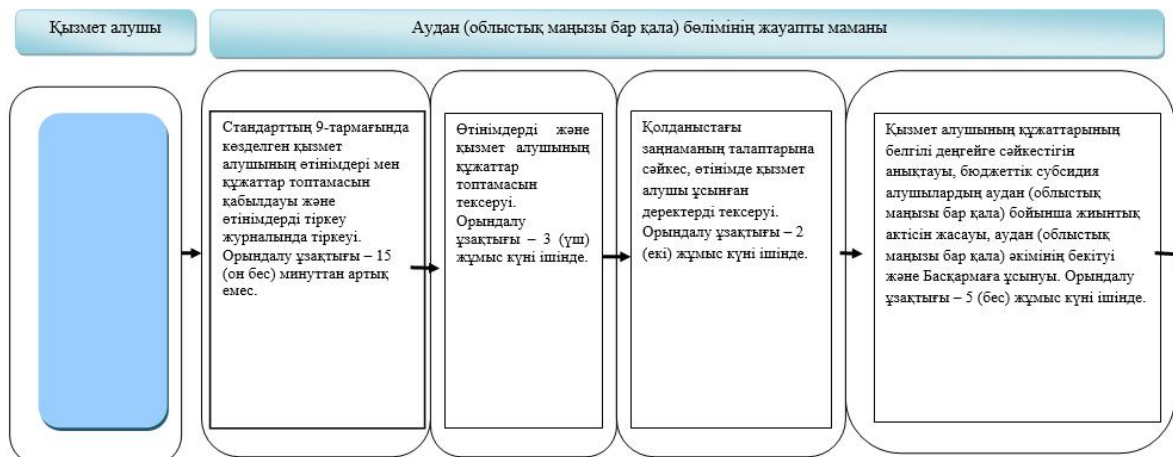 Қызмет алушы
Аудан (облыстық маңызы бар қала) бөлімінің жауапты маманы
Стандарттың 9-тармағында
көзделген қызмет
алушының өтінімдері мен
құжаттар топтамасын
қабылдауы және
өтінімдерді тіркеу
журналында тіркеуі.
Орындалу ұзақтығы – 15
(он бес) минуттан артық
емес.
Өтінімдерді және
қызмет алушының
құжаттар
топтамасын
тексеруі.
Орындалу
ұзақтығы – 3 (үш)
жұмыс күні ішінде.
Қолданыстағы
заңнаманың талаптарына
сәйкес, өтінімде қызмет
алушы ұсынған
деректерді тексеруі.
Орындалу ұзақтығы – 2
(екі) жұмыс күні ішінде.
Қызмет алушының құжаттарының
белгілі деңгейге сәйкестігін
анықтауы, бюджеттік субсидия
алушылардың аудан (облыстық
маңызы бар қала) бойынша жиынтық
актісін жасауы, аудан (облыстық
маңызы бар қала) әкімінің бекітуі
және Басқармаға ұсынуы. Орындалу
ұзақтығы – 5 (бес) жұмыс күні ішінде.